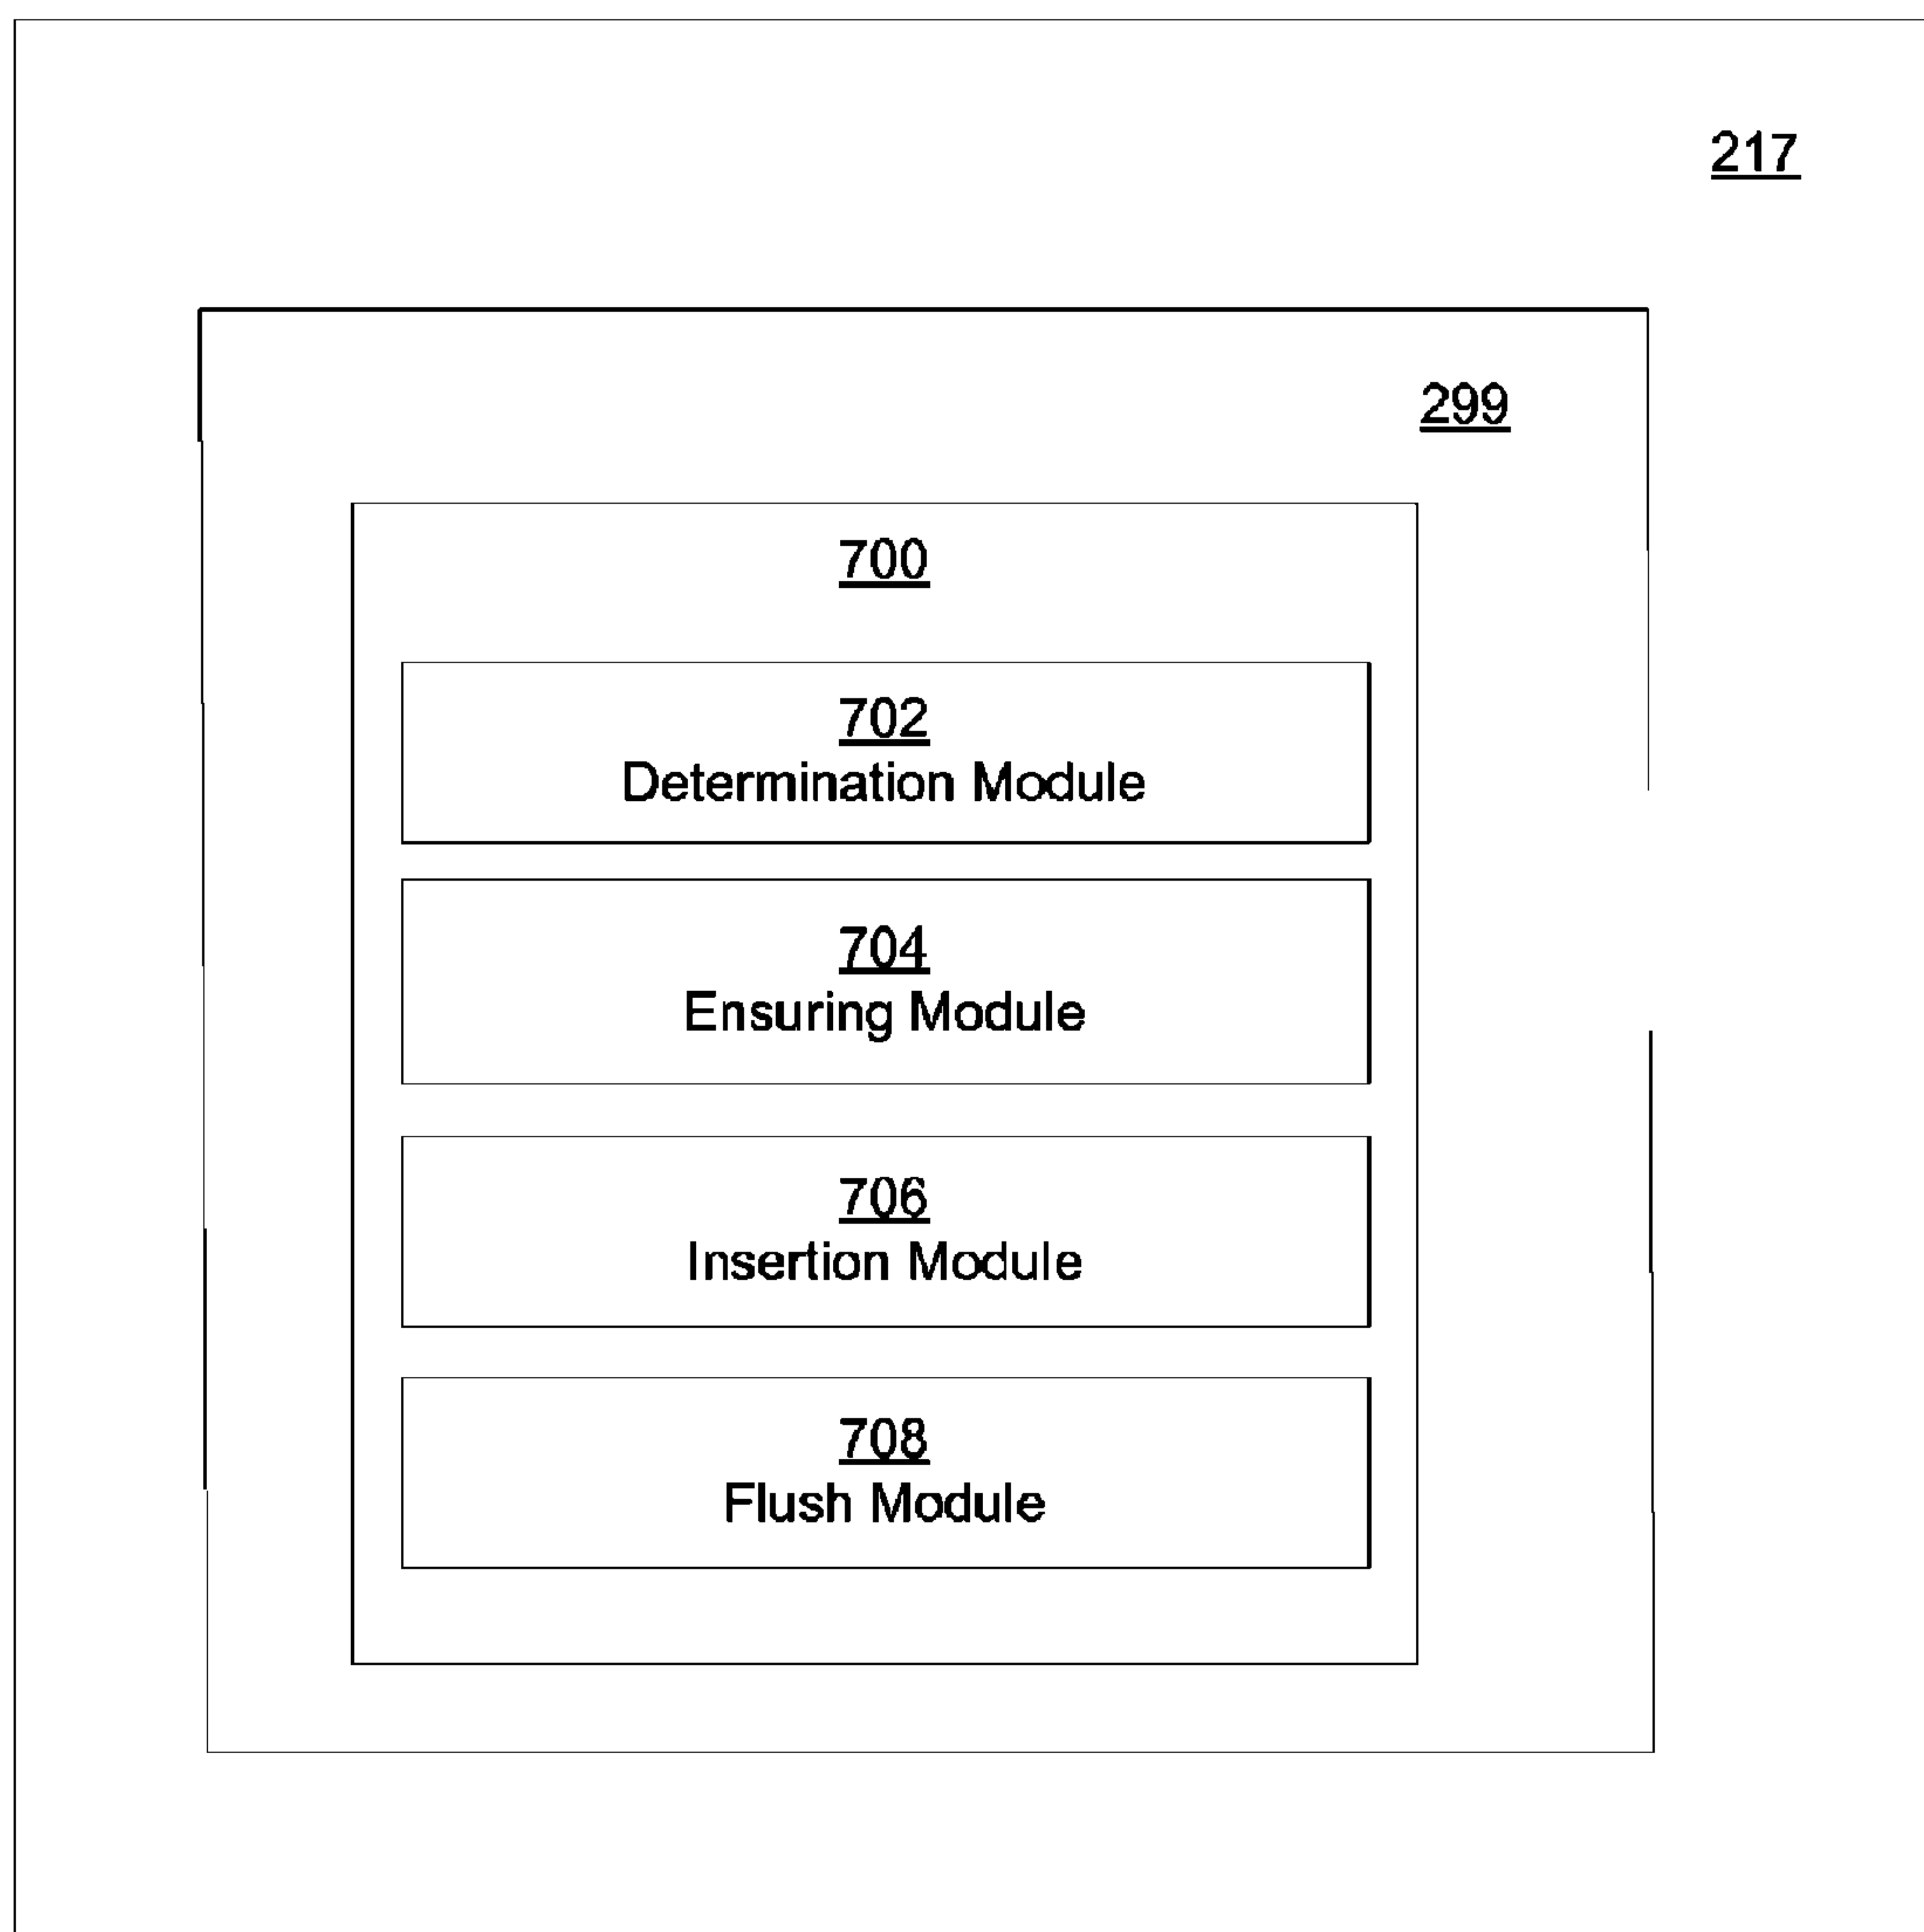 217
299
700
702
Determination Module
704
Ensuring Module
706
Insertion Module
708
Flush Module